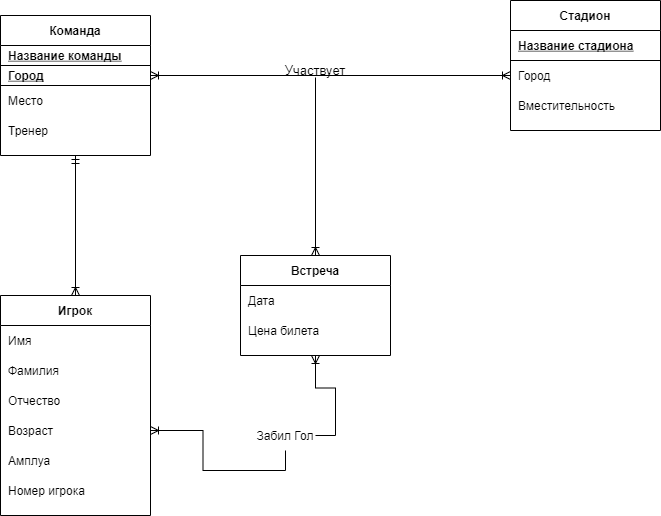 Команда
Название команды
Город
Место
Тренер
Участвует
Стадион
Название стадиона
Город
Вместительность
Встреча
Дата
Цена билета
Игрок
Имя
Фамилия
Отчество
Возраст
Амплуа
Номер игрока
Забил Гол